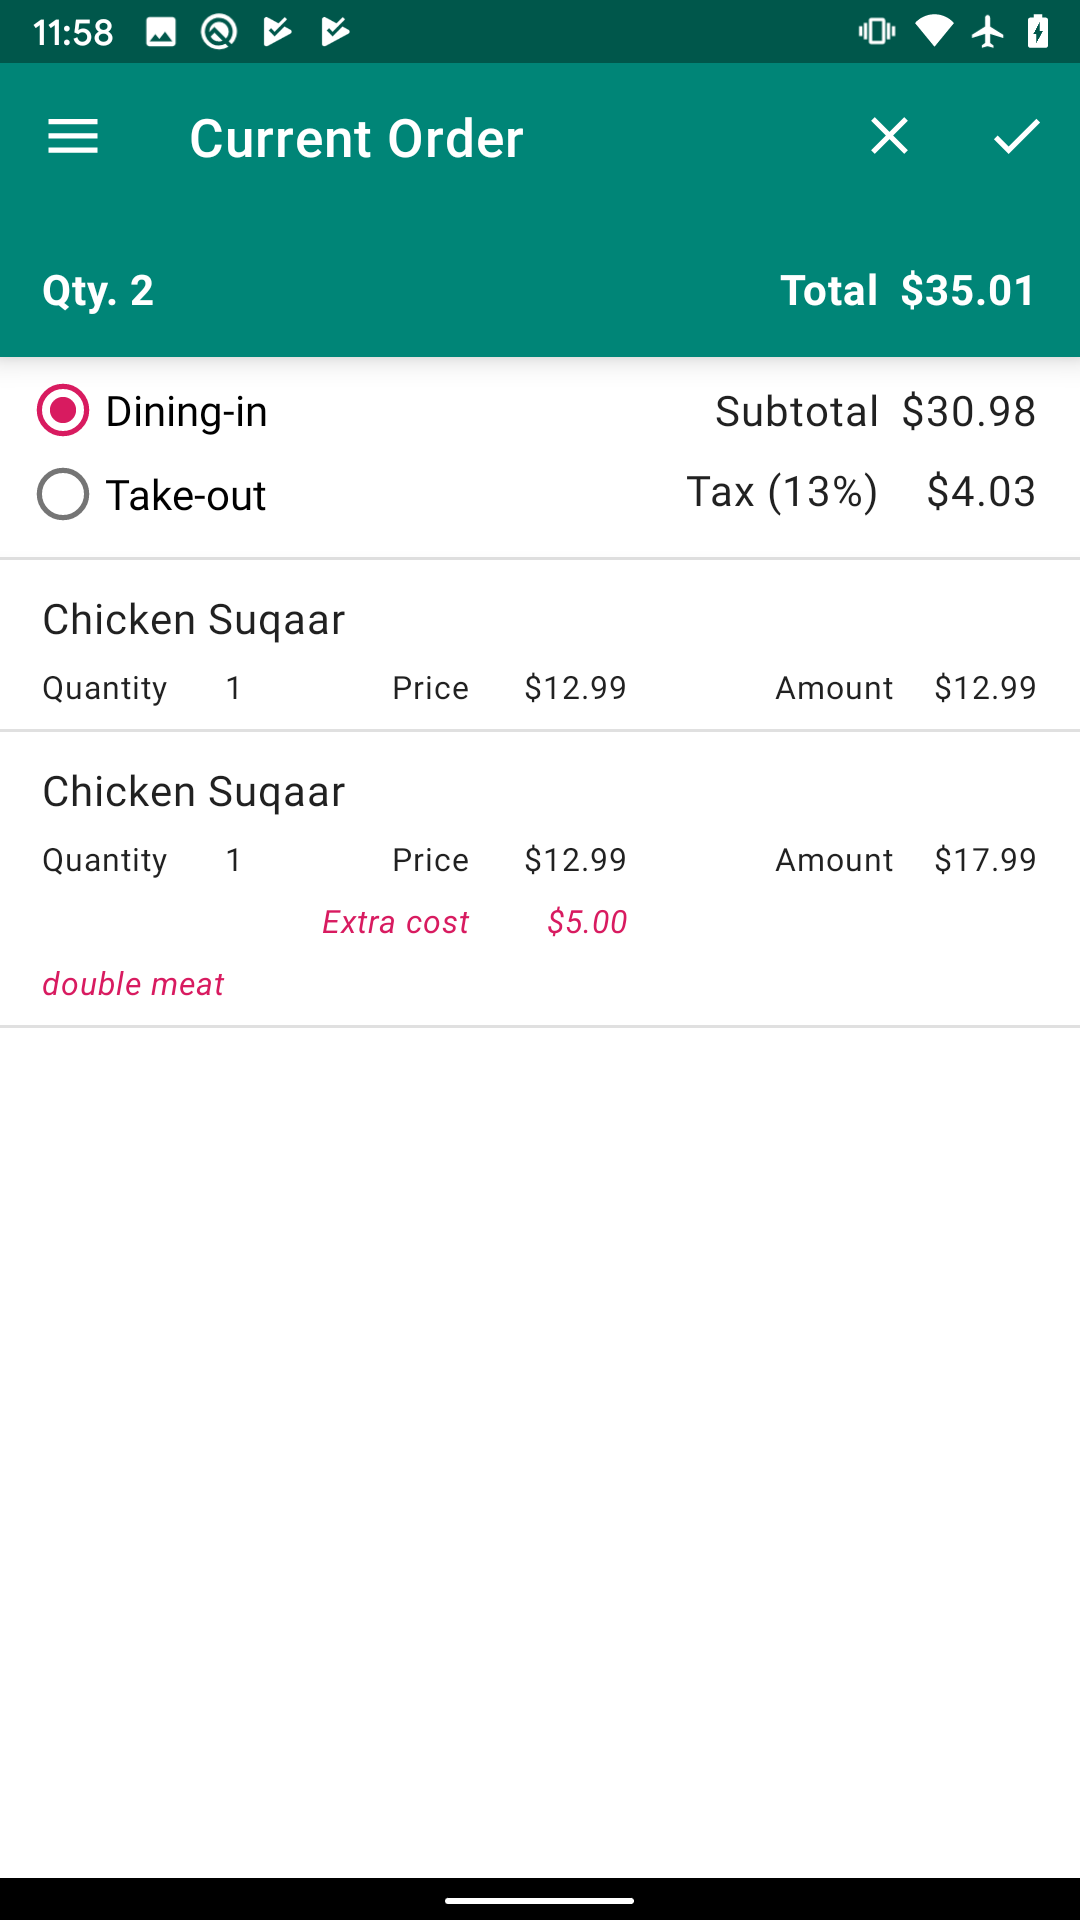 11:58
Current Order
Qty. 2 Total $35.01
Dining-in Subtotal $30.98
Take-out Tax (13%) $4.03
Chicken Suqaar
Quantity 1 Price $12.99 Amount $12.99
Chicken Suqaar
Quantity 1 Price $12.99 Amount $17.99
Extra cost $5.00
double meat